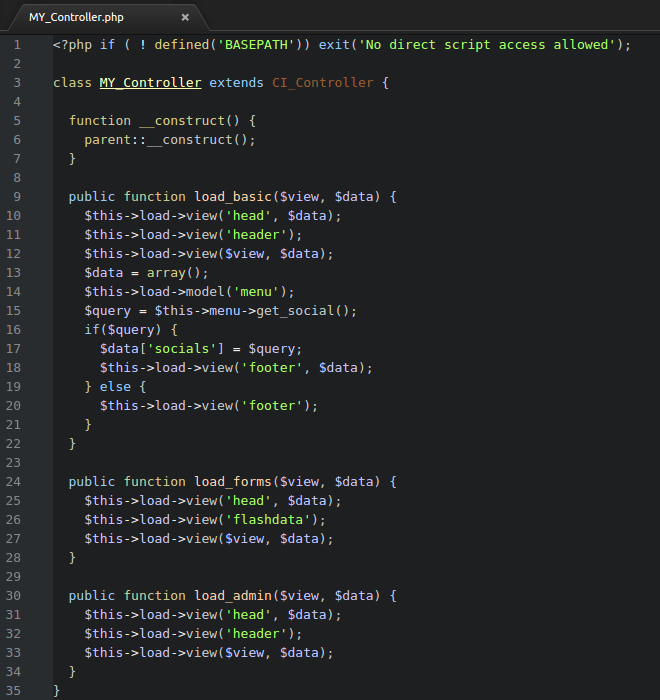 MY_Controller.php ×
1 <?php if ( ! defined('BASEPATH')) exit('No direct script access allowed');
2
3 class MY_Controller extends CI_Controller {
4
5   function __construct() {
6     parent::__construct();
7   }
8
9   public function load_basic($view, $data) {
10     $this->load->view('head', $data);
11     $this->load->view('header');
12     $this->load->view($view, $data);
13     $data = array();
14     $this->load->model('menu');
15     $query = $this->menu->get_social();
16     if($query) {
17       $data['socials'] = $query;
18       $this->load->view('footer', $data);
19     } else {
20       $this->load->view('footer');
21     }
22   }
23
24   public function load_forms($view, $data) {
25     $this->load->view('head', $data);
26     $this->load->view('flashdata');
27     $this->load->view($view, $data);
28   }
29
30   public function load_admin($view, $data) {
31     $this->load->view('head', $data);
32     $this->load->view('header');
33     $this->load->view($view, $data);
34   }
35 }